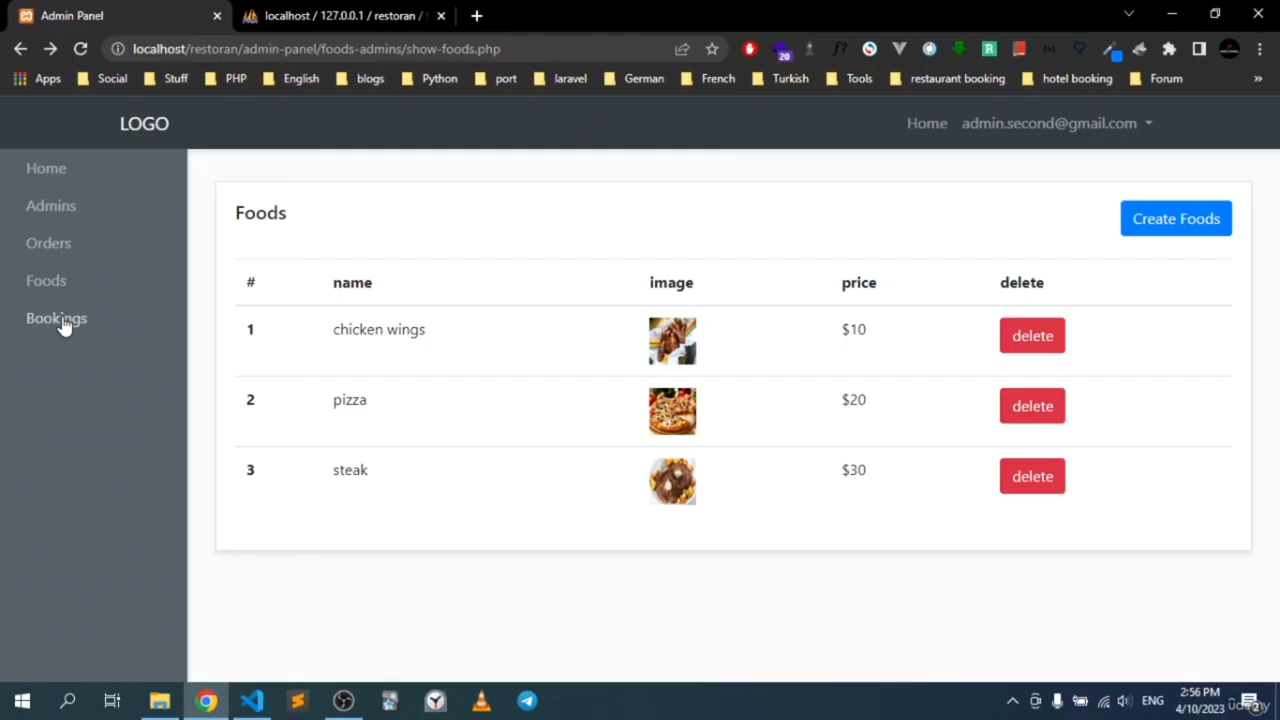 Admin Panel
localhost / 127.0.0.1 / restoran /
localhost/restoran/admin-panel/foods-admins/show-foods.php
f?
20
R
Apps Social Stuff PHP English blogs Python port laravel German French Turkish Tools restaurant booking hotel booking Forum »
LOGO
Home admin.second@gmail.com
Home
Admins
Orders
Foods
Bookings
Foods
Create Foods
# name image price delete
1 chicken wings $10 delete
2 pizza $20 delete
3 steak $30 delete
ENG
2:56 PM
4/10/2023
udemy